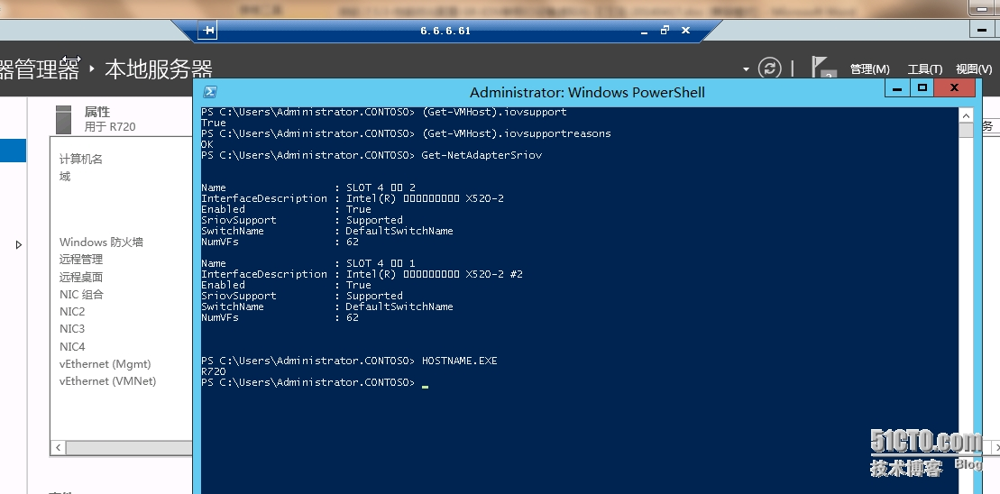 6.6.6.61
器管理器 ▸ 本地服务器
管理(M) 工具(T) 视图(V)
属性
用于 R720
计算机名
域
Windows 防火墙
远程管理
远程桌面
NIC 组合
NIC2
NIC3
NIC4
vEthernet (Mgmt)
vEthernet (VMNet)
Administrator: Windows PowerShell
PS C:\Users\Administrator.CONTOSO> (Get-VMHost).iovsupport
True
PS C:\Users\Administrator.CONTOSO> (Get-VMHost).iovsupportreasons
OK
PS C:\Users\Administrator.CONTOSO> Get-NetAdapterSriov
Name : SLOT 4 □□ 2
InterfaceDescription : Intel(R) □□□□□□□□□ X520-2
Enabled : True
SriovSupport : Supported
SwitchName : DefaultSwitchName
NumVFs : 62
Name : SLOT 4 □□ 1
InterfaceDescription : Intel(R) □□□□□□□□□ X520-2 #2
Enabled : True
SriovSupport : Supported
SwitchName : DefaultSwitchName
NumVFs : 62
PS C:\Users\Administrator.CONTOSO> HOSTNAME.EXE
R720
PS C:\Users\Administrator.CONTOSO> _
务
51CTO.com
技术博客 Blog